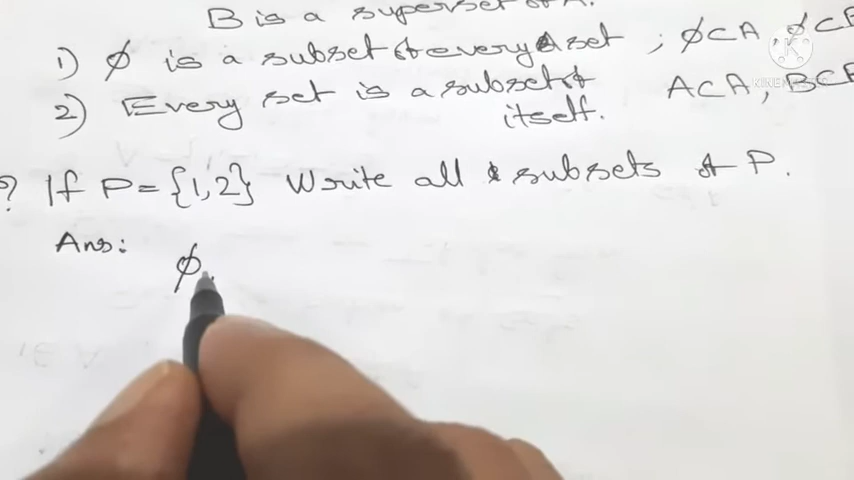 B is a superset of A.
1) ϕ is a subset of every set ; ϕ⊂A, ϕ⊂B
2) Every set is a subset of A⊂A, B⊂B
itself.
? If P = {1,2} Write all subsets of P.
Ans: ϕ,